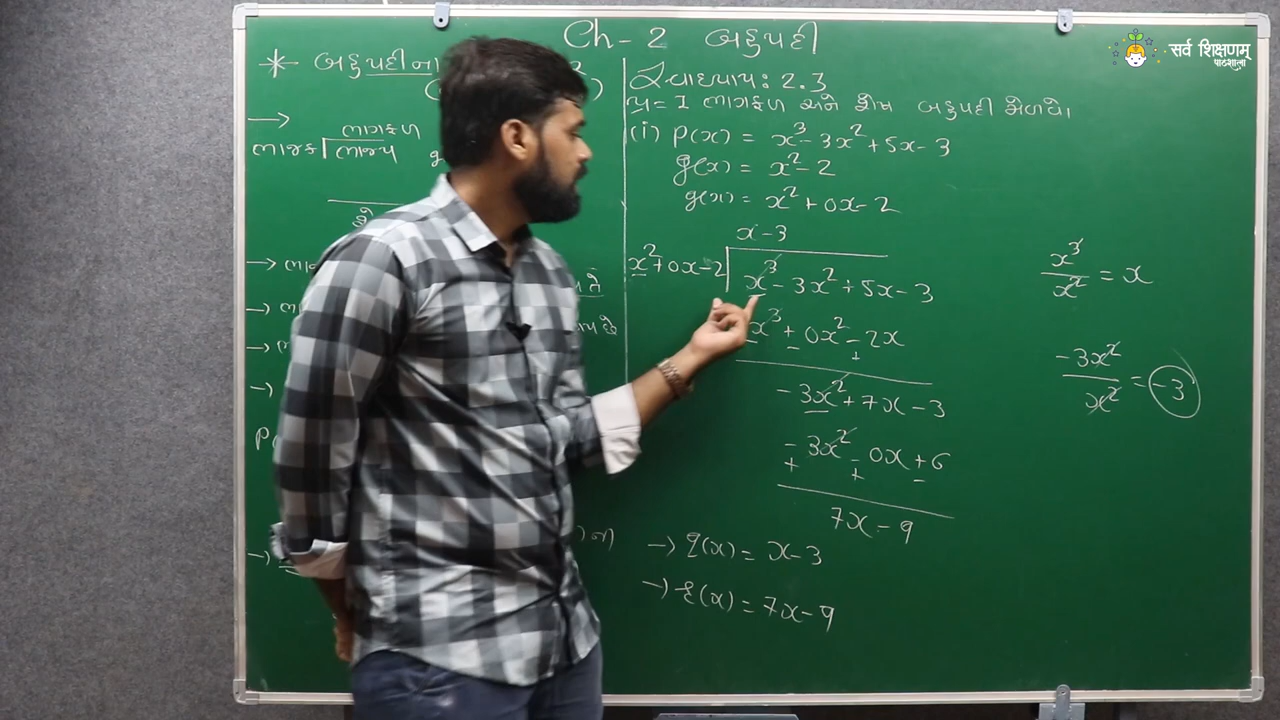 Ch-2 બહુપદી
સર્વ શિક્ષણમ્
પાઠશાલા
* બહુપદીના
સ્વાધ્યાય: 2.3
પ્ર=1 ભાગફળ અને શેષ બહુપદી મેળવો.
→
ભાગફળ
ભાજક ભાજ્ય
(i) p(x) = x³-3x²+5x-3
g(x) = x²-2
g(x) = x²+0x-2
x-3
x²+0x-2 x³-3x²+5x-3
x³+0x²-2x
- + 
-3x²+7x-3
-3x²-0x+6
+ + -
7x-9
→ q(x) = x-3
→ r(x) = 7x-9
x³/x² = x
-3x²/x² = -3